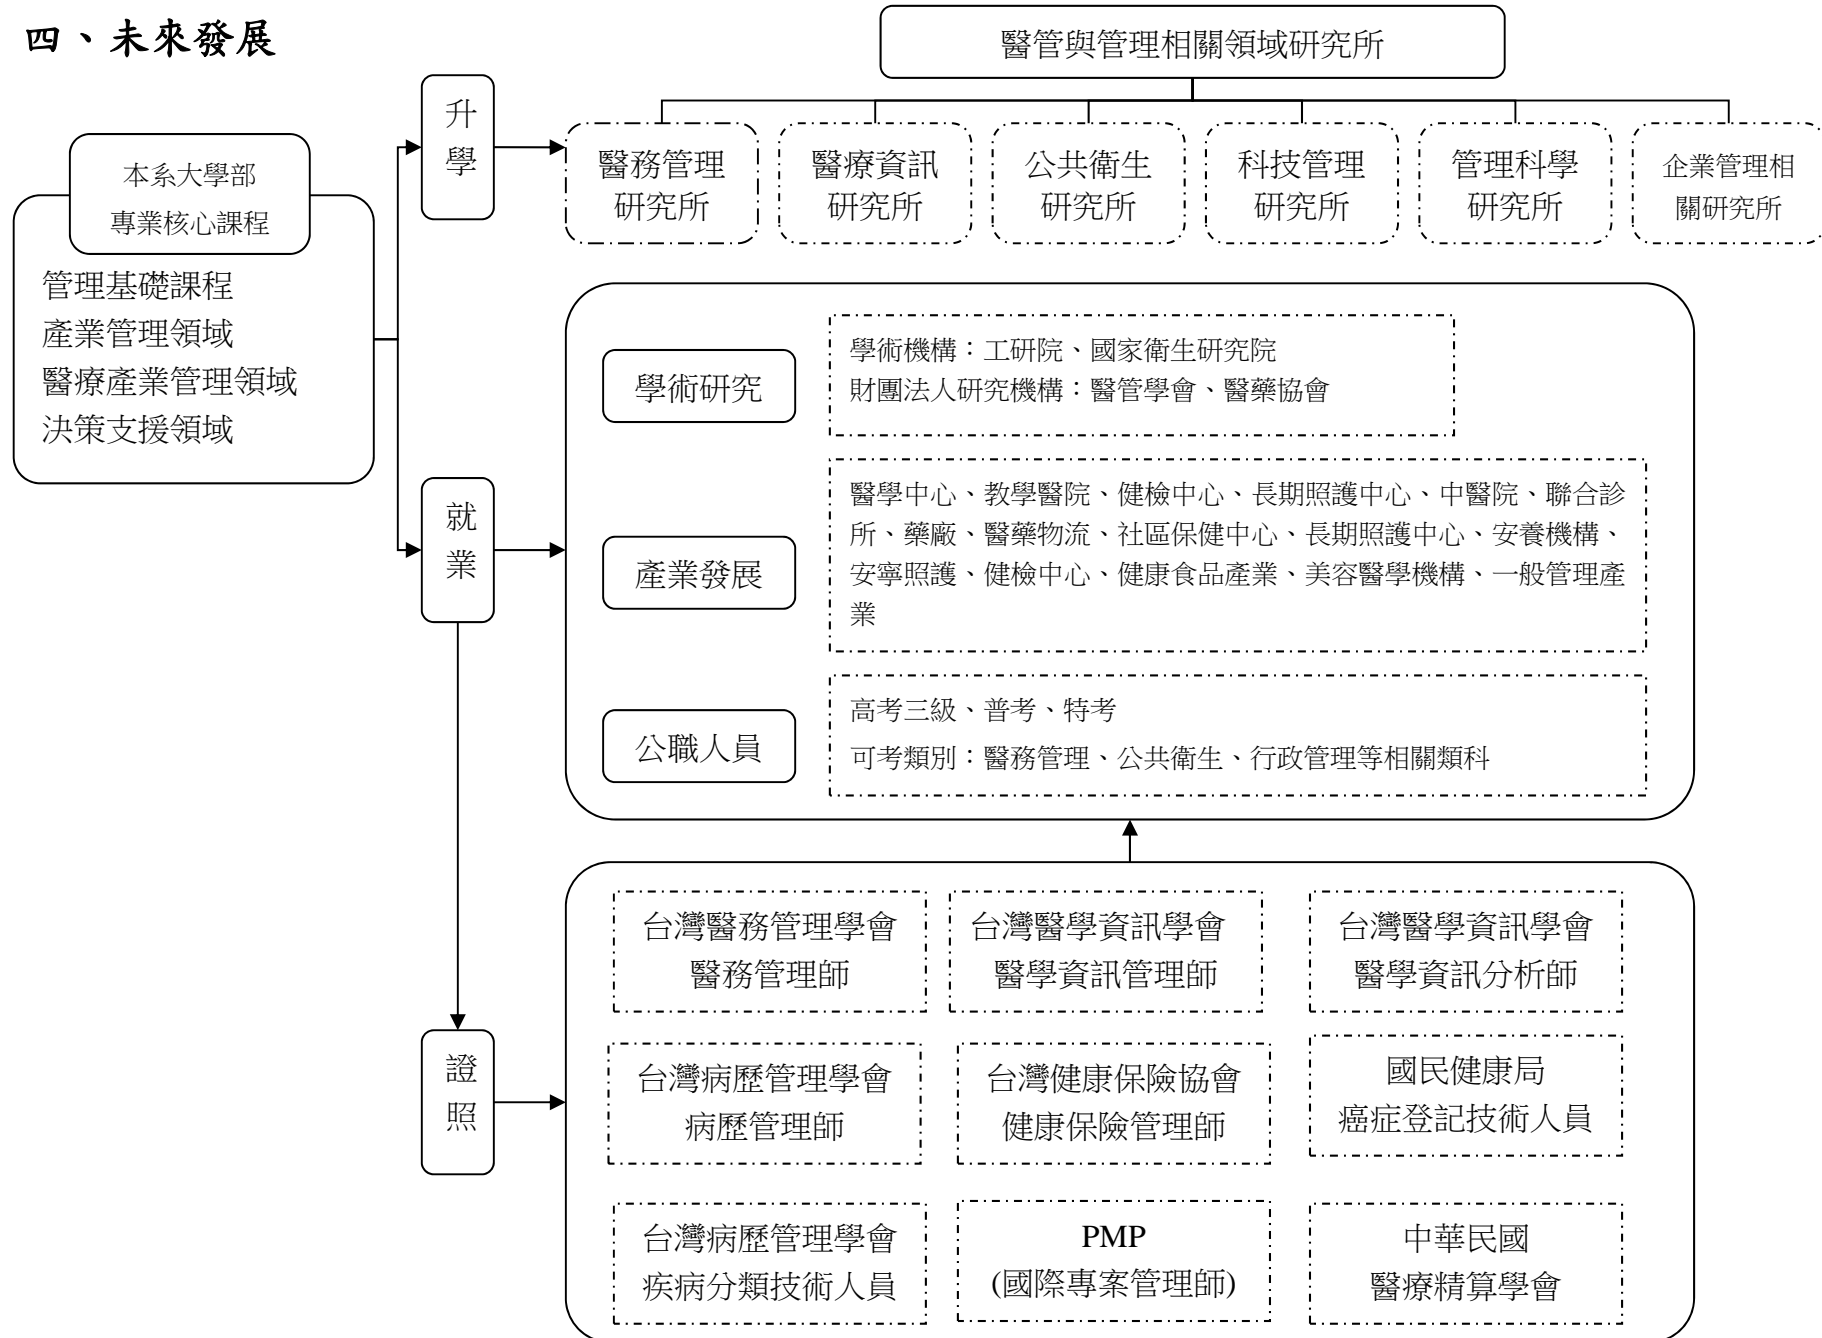 四、未來發展
醫管與管理相關領域研究所
升
學
醫務管理
研究所
醫療資訊
研究所
公共衛生
研究所
科技管理
研究所
管理科學
研究所
企業管理相
關研究所
本系大學部
專業核心課程
管理基礎課程
產業管理領域
醫療產業管理領域
決策支援領域
就
業
學術研究
學術機構：工研院、國家衛生研究院
財團法人研究機構：醫管學會、醫藥協會
產業發展
醫學中心、教學醫院、健檢中心、長期照護中心、中醫院、聯合診
所、藥廠、醫藥物流、社區保健中心、長期照護中心、安養機構、
安寧照護、健檢中心、健康食品產業、美容醫學機構、一般管理產
業
公職人員
高考三級、普考、特考
可考類別：醫務管理、公共衛生、行政管理等相關類科
證
照
台灣醫務管理學會
醫務管理師
台灣醫學資訊學會
醫學資訊管理師
台灣醫學資訊學會
醫學資訊分析師
台灣病歷管理學會
病歷管理師
台灣健康保險協會
健康保險管理師
國民健康局
癌症登記技術人員
台灣病歷管理學會
疾病分類技術人員
PMP
(國際專案管理師)
中華民國
醫療精算學會